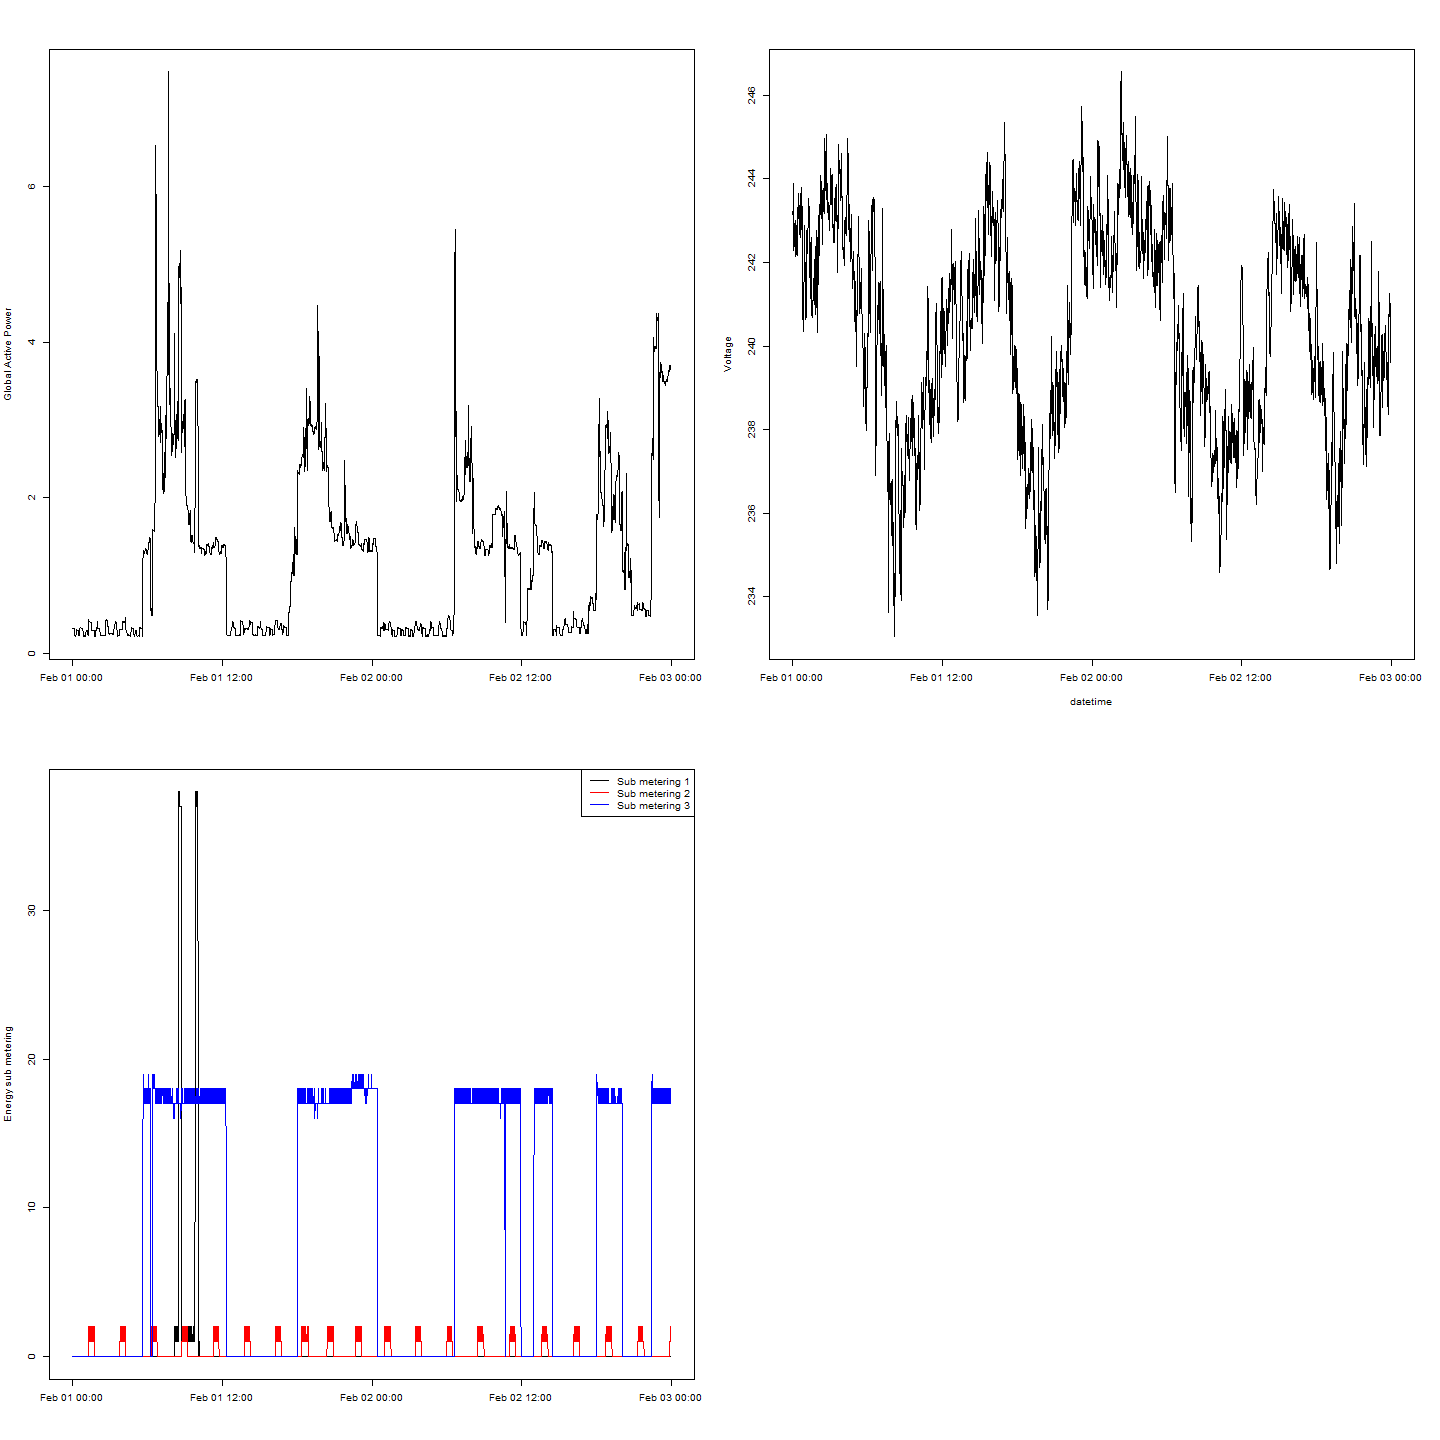 Global Active Power
6
4
2
0
Feb 01 00:00
Feb 01 12:00
Feb 02 00:00
Feb 02 12:00
Feb 03 00:00
Voltage
246
244
242
240
238
236
234
Feb 01 00:00
Feb 01 12:00
Feb 02 00:00
Feb 02 12:00
Feb 03 00:00
datetime
Energy sub metering
30
20
10
0
Sub metering 1
Sub metering 2
Sub metering 3
Feb 01 00:00
Feb 01 12:00
Feb 02 00:00
Feb 02 12:00
Feb 03 00:00